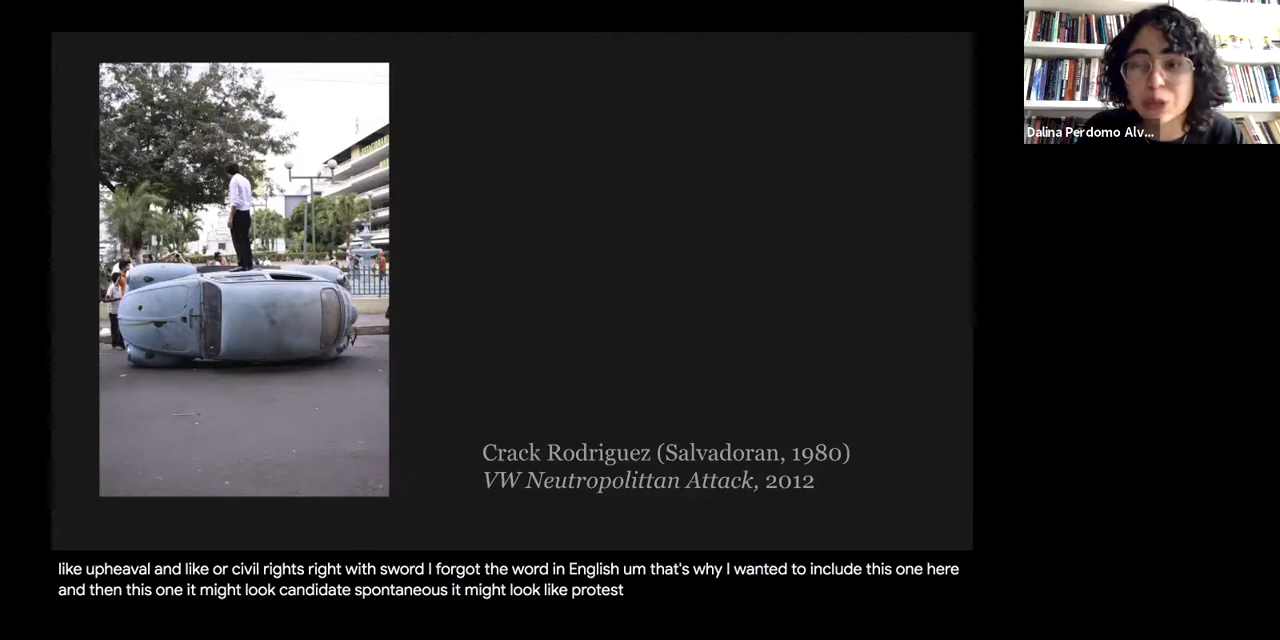 Dalina Perdomo Alv...
Crack Rodriguez (Salvadoran, 1980)
VW Neutropolittan Attack, 2012
like upheaval and like or civil rights right with sword I forgot the word in English um that's why I wanted to include this one here
and then this one it might look candidate spontaneous it might look like protest